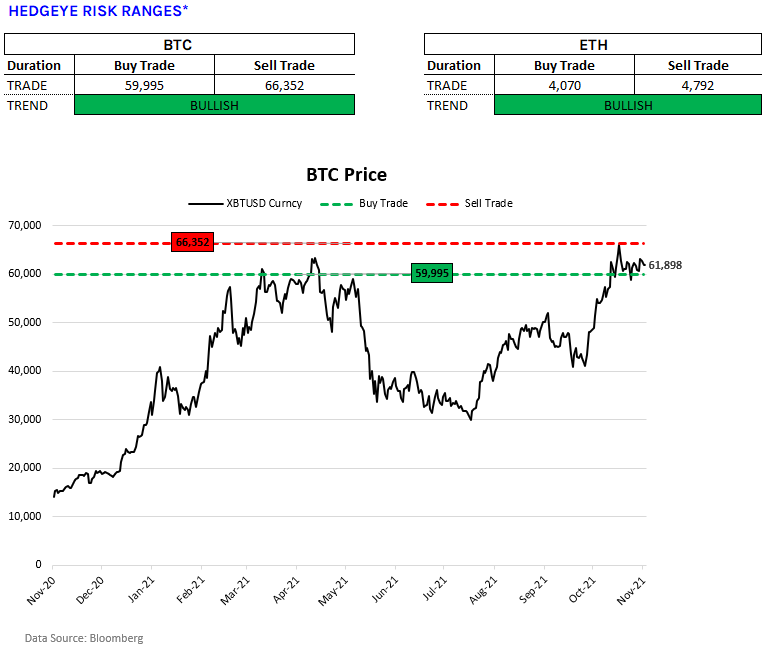 HEDGEYE RISK RANGES*
BTC
Duration Buy Trade Sell Trade
TRADE 59,995 66,352
TREND BULLISH
ETH
Duration Buy Trade Sell Trade
TRADE 4,070 4,792
TREND BULLISH
BTC Price
XBTUSD Curncy Buy Trade Sell Trade
70,000
60,000
50,000
40,000
30,000
20,000
10,000
0
66,352
59,995
61,898
Nov-20 Dec-20 Jan-21 Feb-21 Mar-21 Apr-21 May-21 Jun-21 Jul-21 Aug-21 Sep-21 Oct-21 Nov-21
Data Source: Bloomberg